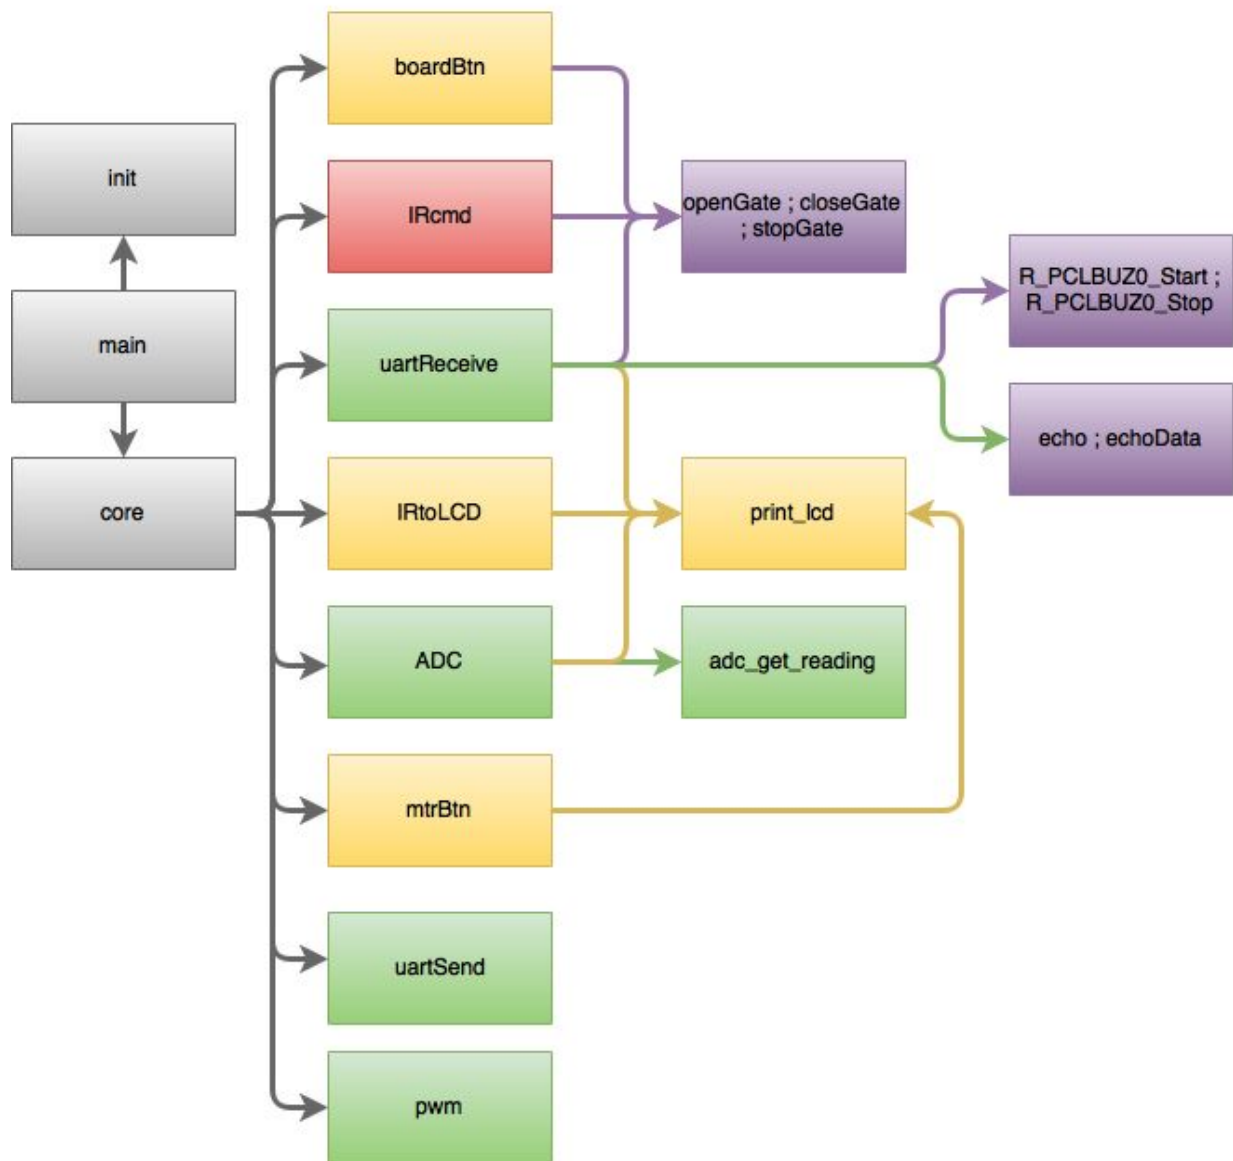 boardBtn
init
IRcmd
openGate ; closeGate
; stopGate
R_PCLBUZ0_Start ;
R_PCLBUZ0_Stop
main
uartReceive
echo ; echoData
core
IRtoLCD
print_lcd
ADC
adc_get_reading
mtrBtn
uartSend
pwm